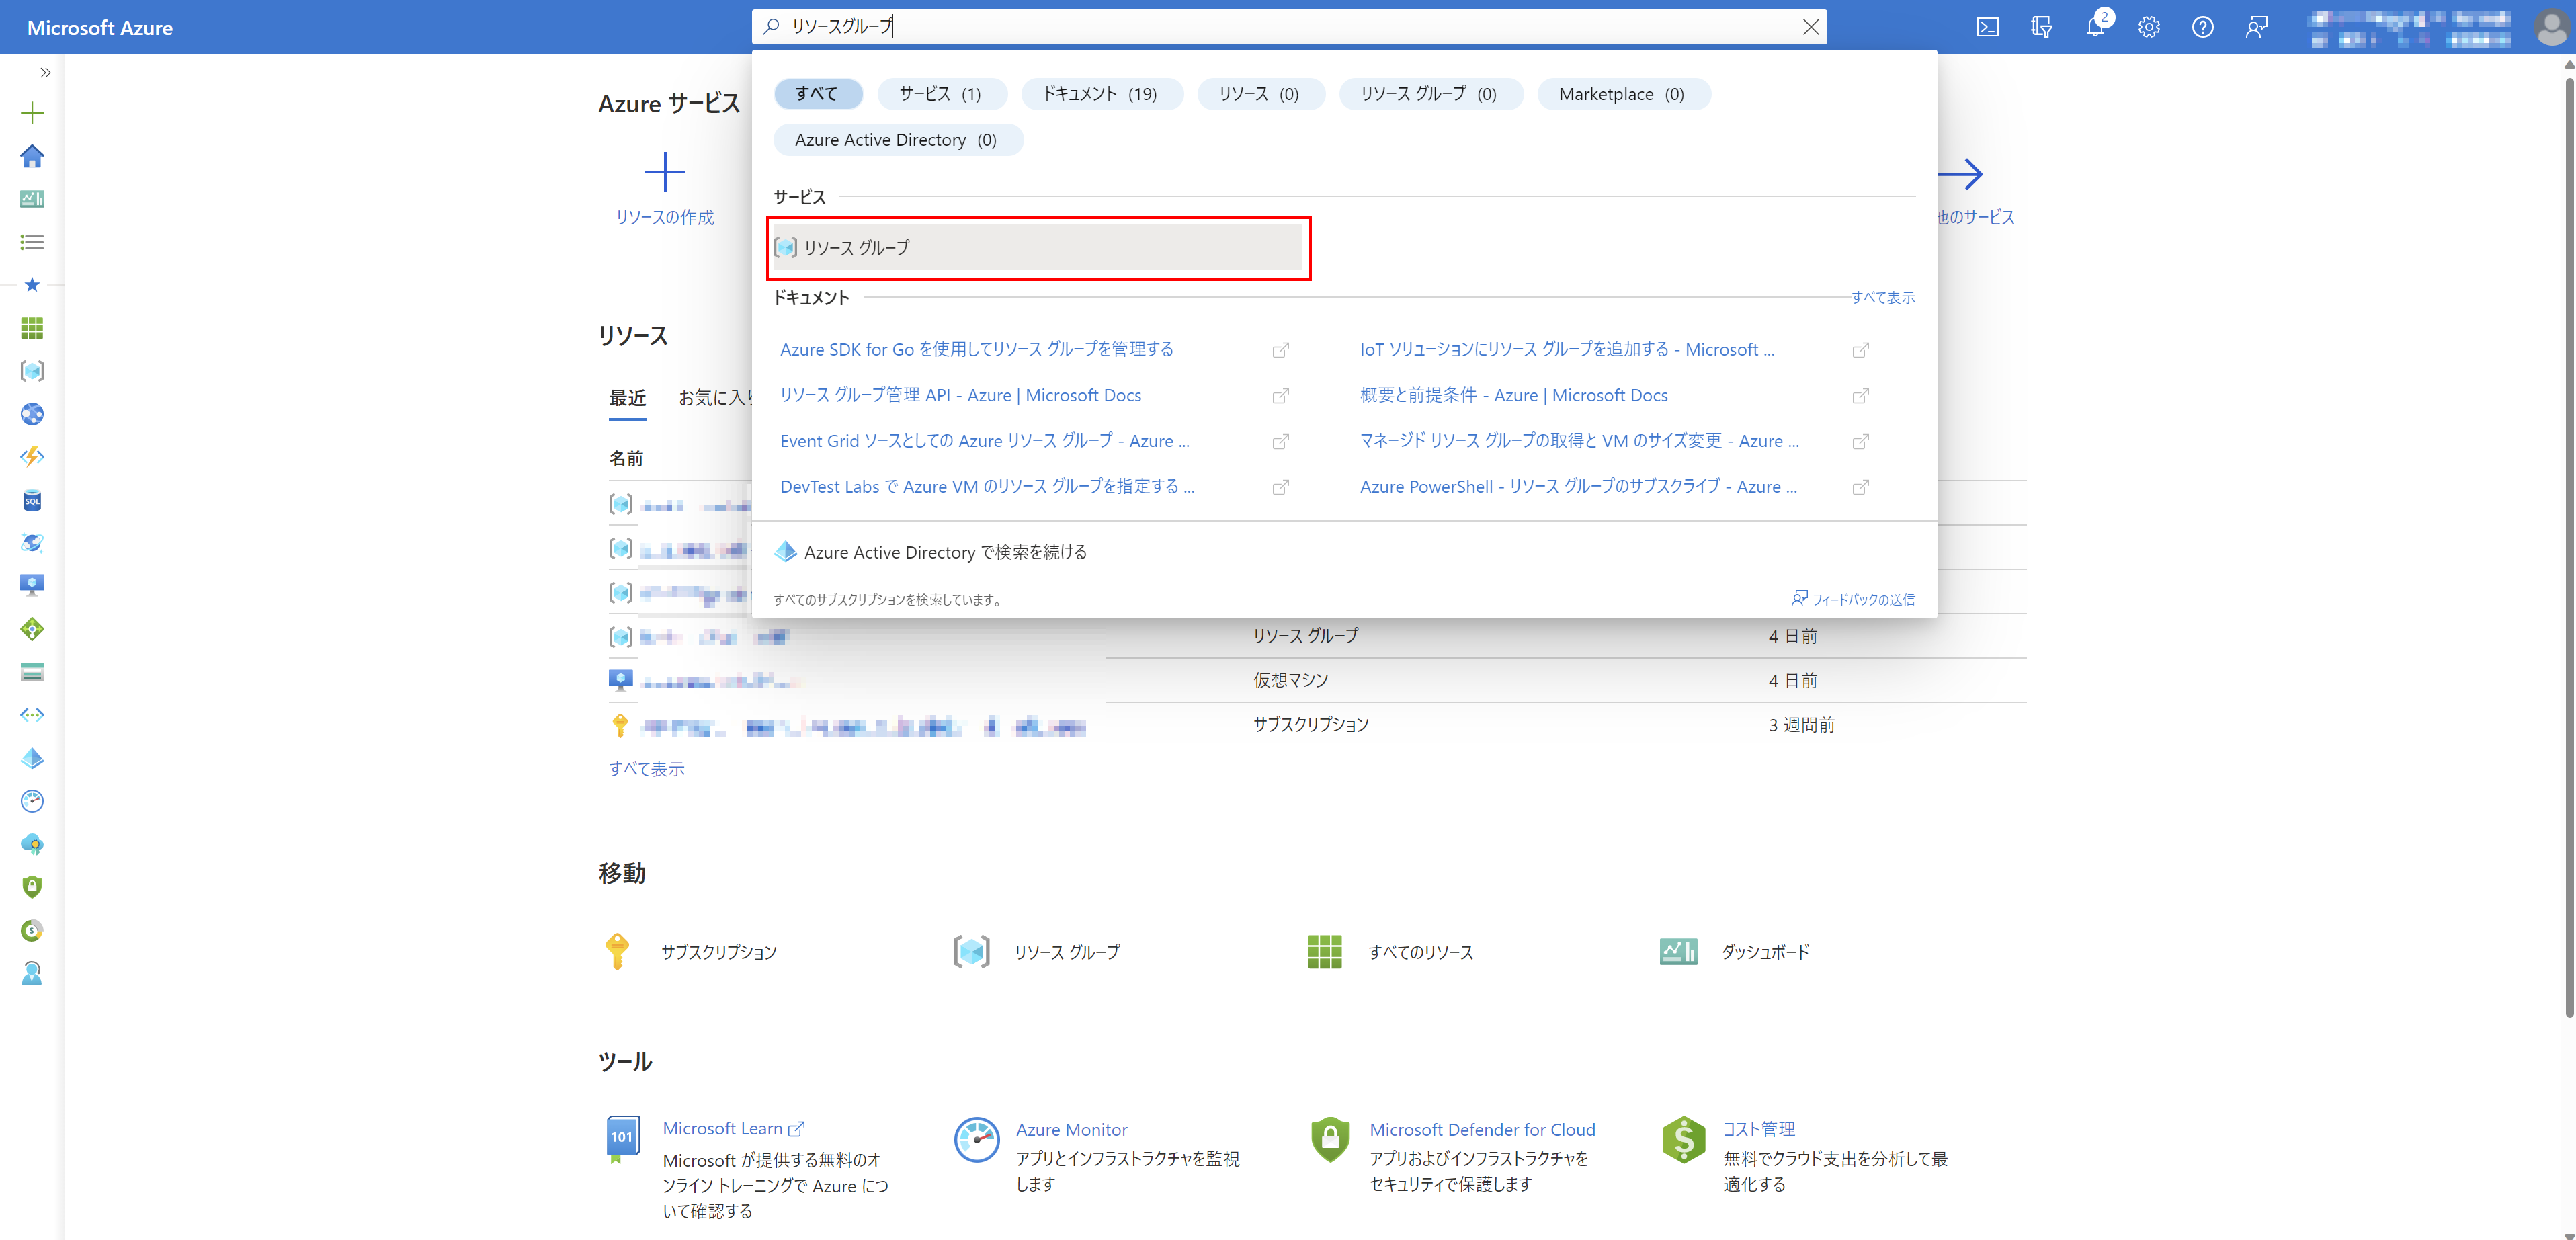 Microsoft Azure
リソースグループ
2
すべて
サービス (1)
ドキュメント (19)
リソース (0)
リソース グループ (0)
Marketplace (0)
Azure Active Directory (0)
Azure サービス
リソースの作成
他のサービス
サービス
リソース グループ
ドキュメント
すべて表示
Azure SDK for Go を使用してリソース グループを管理する
IoT ソリューションにリソース グループを追加する - Microsoft ...
リソース グループ管理 API - Azure | Microsoft Docs
概要と前提条件 - Azure | Microsoft Docs
Event Grid ソースとしての Azure リソース グループ - Azure ...
マネージド リソース グループの取得と VM のサイズ変更 - Azure ...
DevTest Labs で Azure VM のリソース グループを指定する ...
Azure PowerShell - リソース グループのサブスクライブ - Azure ...
Azure Active Directory で検索を続ける
すべてのサブスクリプションを検索しています。
フィードバックの送信
リソース
最近
お気に入り
名前
リソース グループ
4 日前
仮想マシン
4 日前
サブスクリプション
3 週間前
すべて表示
SQL
移動
サブスクリプション
リソース グループ
すべてのリソース
ダッシュボード
ツール
101
Microsoft Learn
Microsoft が提供する無料のオ
ンライン トレーニングで Azure につ
いて確認する
Azure Monitor
アプリとインフラストラクチャを監視
します
Microsoft Defender for Cloud
アプリおよびインフラストラクチャを
セキュリティで保護します
コスト管理
無料でクラウド支出を分析して最
適化する